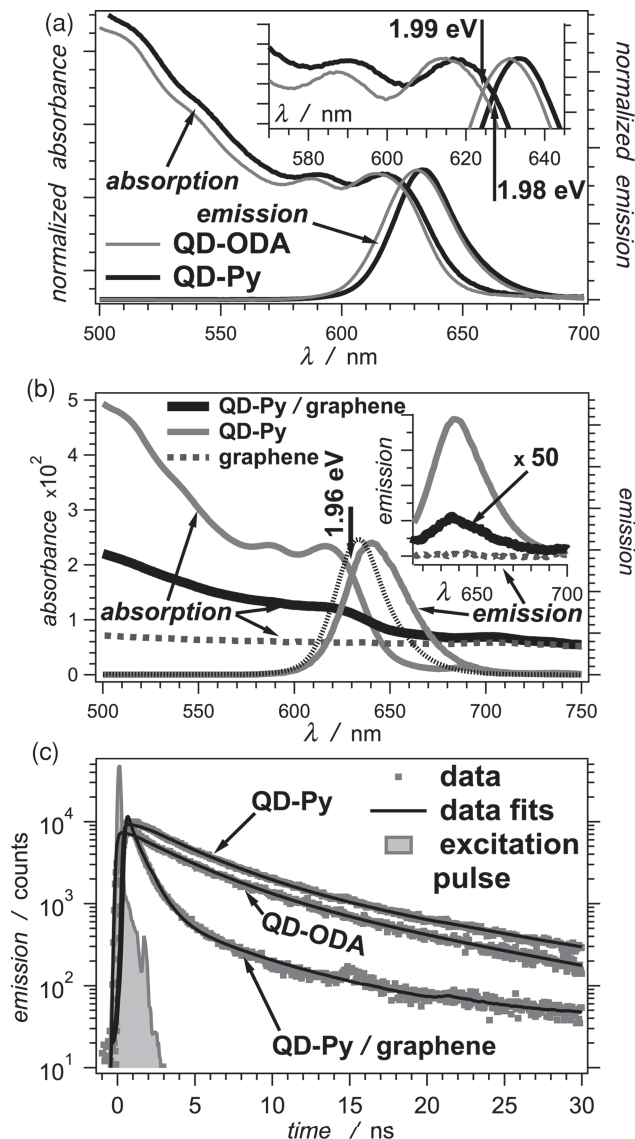 (a)
normalized absorbance
normalized emission
1.99 eV
λ / nm
580 600 620 640
1.98 eV
absorption
emission
QD-ODA
QD-Py
500 550 600 650 700
λ / nm
(b)
absorbance x10²
emission
5
4
3
2
1
0
QD-Py / graphene
QD-Py
graphene
1.96 eV
emission
x 50
λ 650 700
absorption
emission
500 550 600 650 700 750
λ / nm
(c)
emission / counts
10⁴
10³
10²
10¹
QD-Py
data
data fits
excitation
pulse
QD-ODA
QD-Py / graphene
0 5 10 15 20 25 30
time / ns